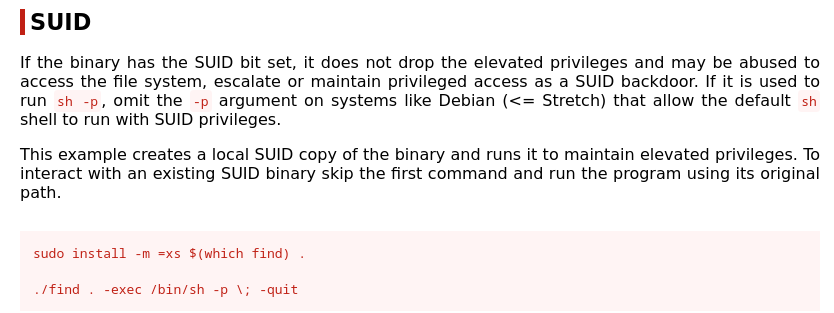 SUID
If the binary has the SUID bit set, it does not drop the elevated privileges and may be abused to
access the file system, escalate or maintain privileged access as a SUID backdoor. If it is used to
run sh -p, omit the -p argument on systems like Debian (<= Stretch) that allow the default sh
shell to run with SUID privileges.
This example creates a local SUID copy of the binary and runs it to maintain elevated privileges. To
interact with an existing SUID binary skip the first command and run the program using its original
path.
sudo install -m =xs $(which find) .
./find . -exec /bin/sh -p \; -quit